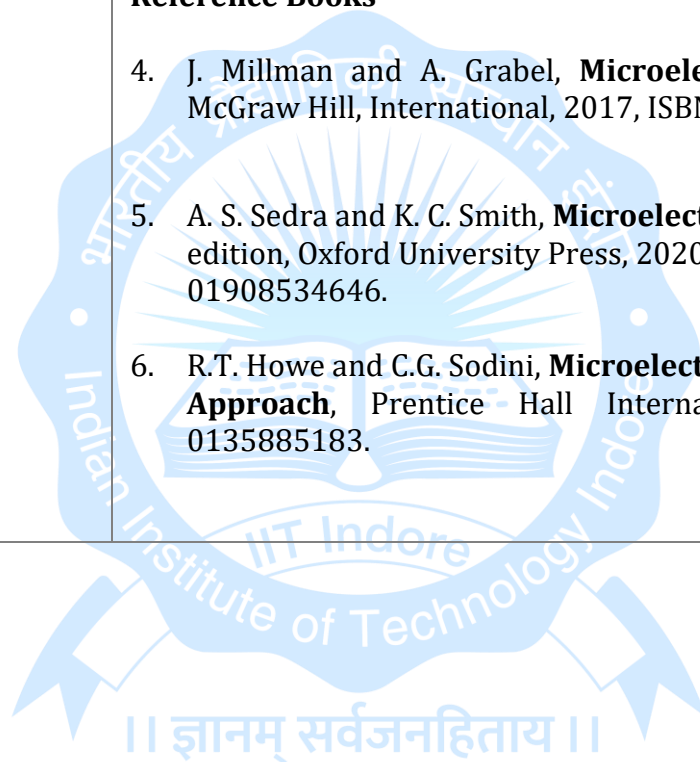 Reference Books
4. J. Millman and A. Grabel, Microele
McGraw Hill, International, 2017, ISBN
5. A. S. Sedra and K. C. Smith, Microelect
edition, Oxford University Press, 2020
01908534646.
6. R.T. Howe and C.G. Sodini, Microelect
Approach, Prentice Hall Interna
0135885183.
भारतीय प्रौद्योगिकी संस्थान इंदौर
Indian Institute of Technology Indore
IIT Indore
।। ज्ञानम् सर्वजनहिताय ।।